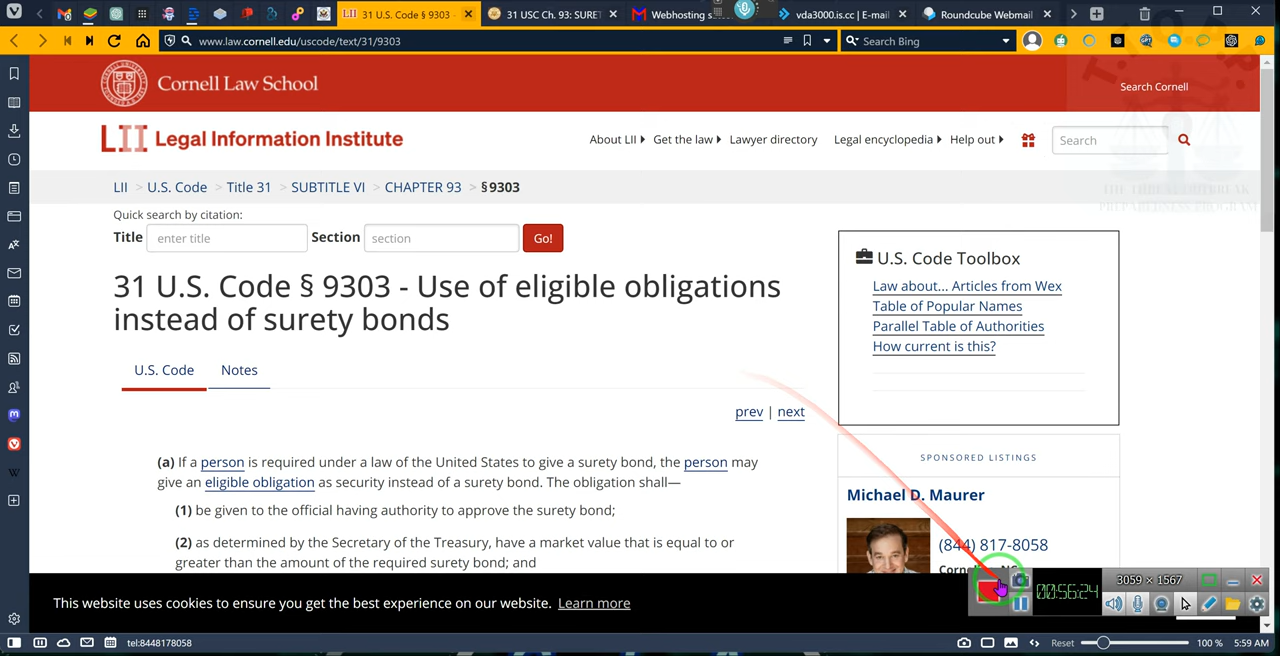 31 U.S. Code § 9303 -
31 USC Ch. 93: SURE
Webhosting s
vda3000.is.cc | E-mail
Roundcube Webmail
www.law.cornell.edu/uscode/text/31/9303
Search Bing
Cornell Law School
Search Cornell
LII Legal Information Institute
About LII
Get the law
Lawyer directory
Legal encyclopedia
Help out
Search
LII > U.S. Code > Title 31 > SUBTITLE VI > CHAPTER 93 > § 9303
THE THREAT OUTBREAK
PREPAREDNESS PROGRAM
Quick search by citation:
Title enter title Section section Go!
31 U.S. Code § 9303 - Use of eligible obligations
instead of surety bonds
U.S. Code Notes
prev | next
(a) If a person is required under a law of the United States to give a surety bond, the person may
give an eligible obligation as security instead of a surety bond. The obligation shall—
(1) be given to the official having authority to approve the surety bond;
(2) as determined by the Secretary of the Treasury, have a market value that is equal to or
greater than the amount of the required surety bond; and
U.S. Code Toolbox
Law about... Articles from Wex
Table of Popular Names
Parallel Table of Authorities
How current is this?
SPONSORED LISTINGS
Michael D. Maurer
(844) 817-8058
This website uses cookies to ensure you get the best experience on our website. Learn more
3059 × 1567
00:56:24
tel:8448178058
Reset
100 %
5:59 AM